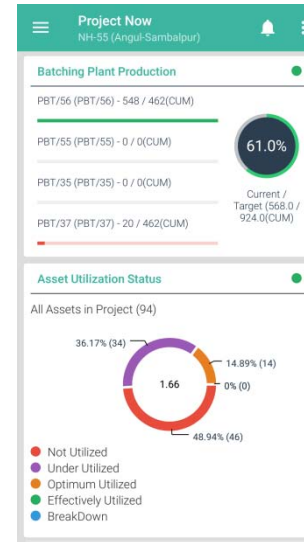 Project Now
NH-55 (Angul-Sambalpur)
Batching Plant Production
PBT/56 (PBT/56) - 548 / 462(CUM)
PBT/55 (PBT/55) - 0 / 0(CUM)
PBT/35 (PBT/35) - 0 / 0(CUM)
PBT/37 (PBT/37) - 20 / 462(CUM)
61.0%
Current /
Target (568.0 /
924.0(CUM)
Asset Utilization Status
All Assets in Project (94)
36.17% (34)
14.89% (14)
1.66
0% (0)
48.94% (46)
Not Utilized
Under Utilized
Optimum Utilized
Effectively Utilized
BreakDown